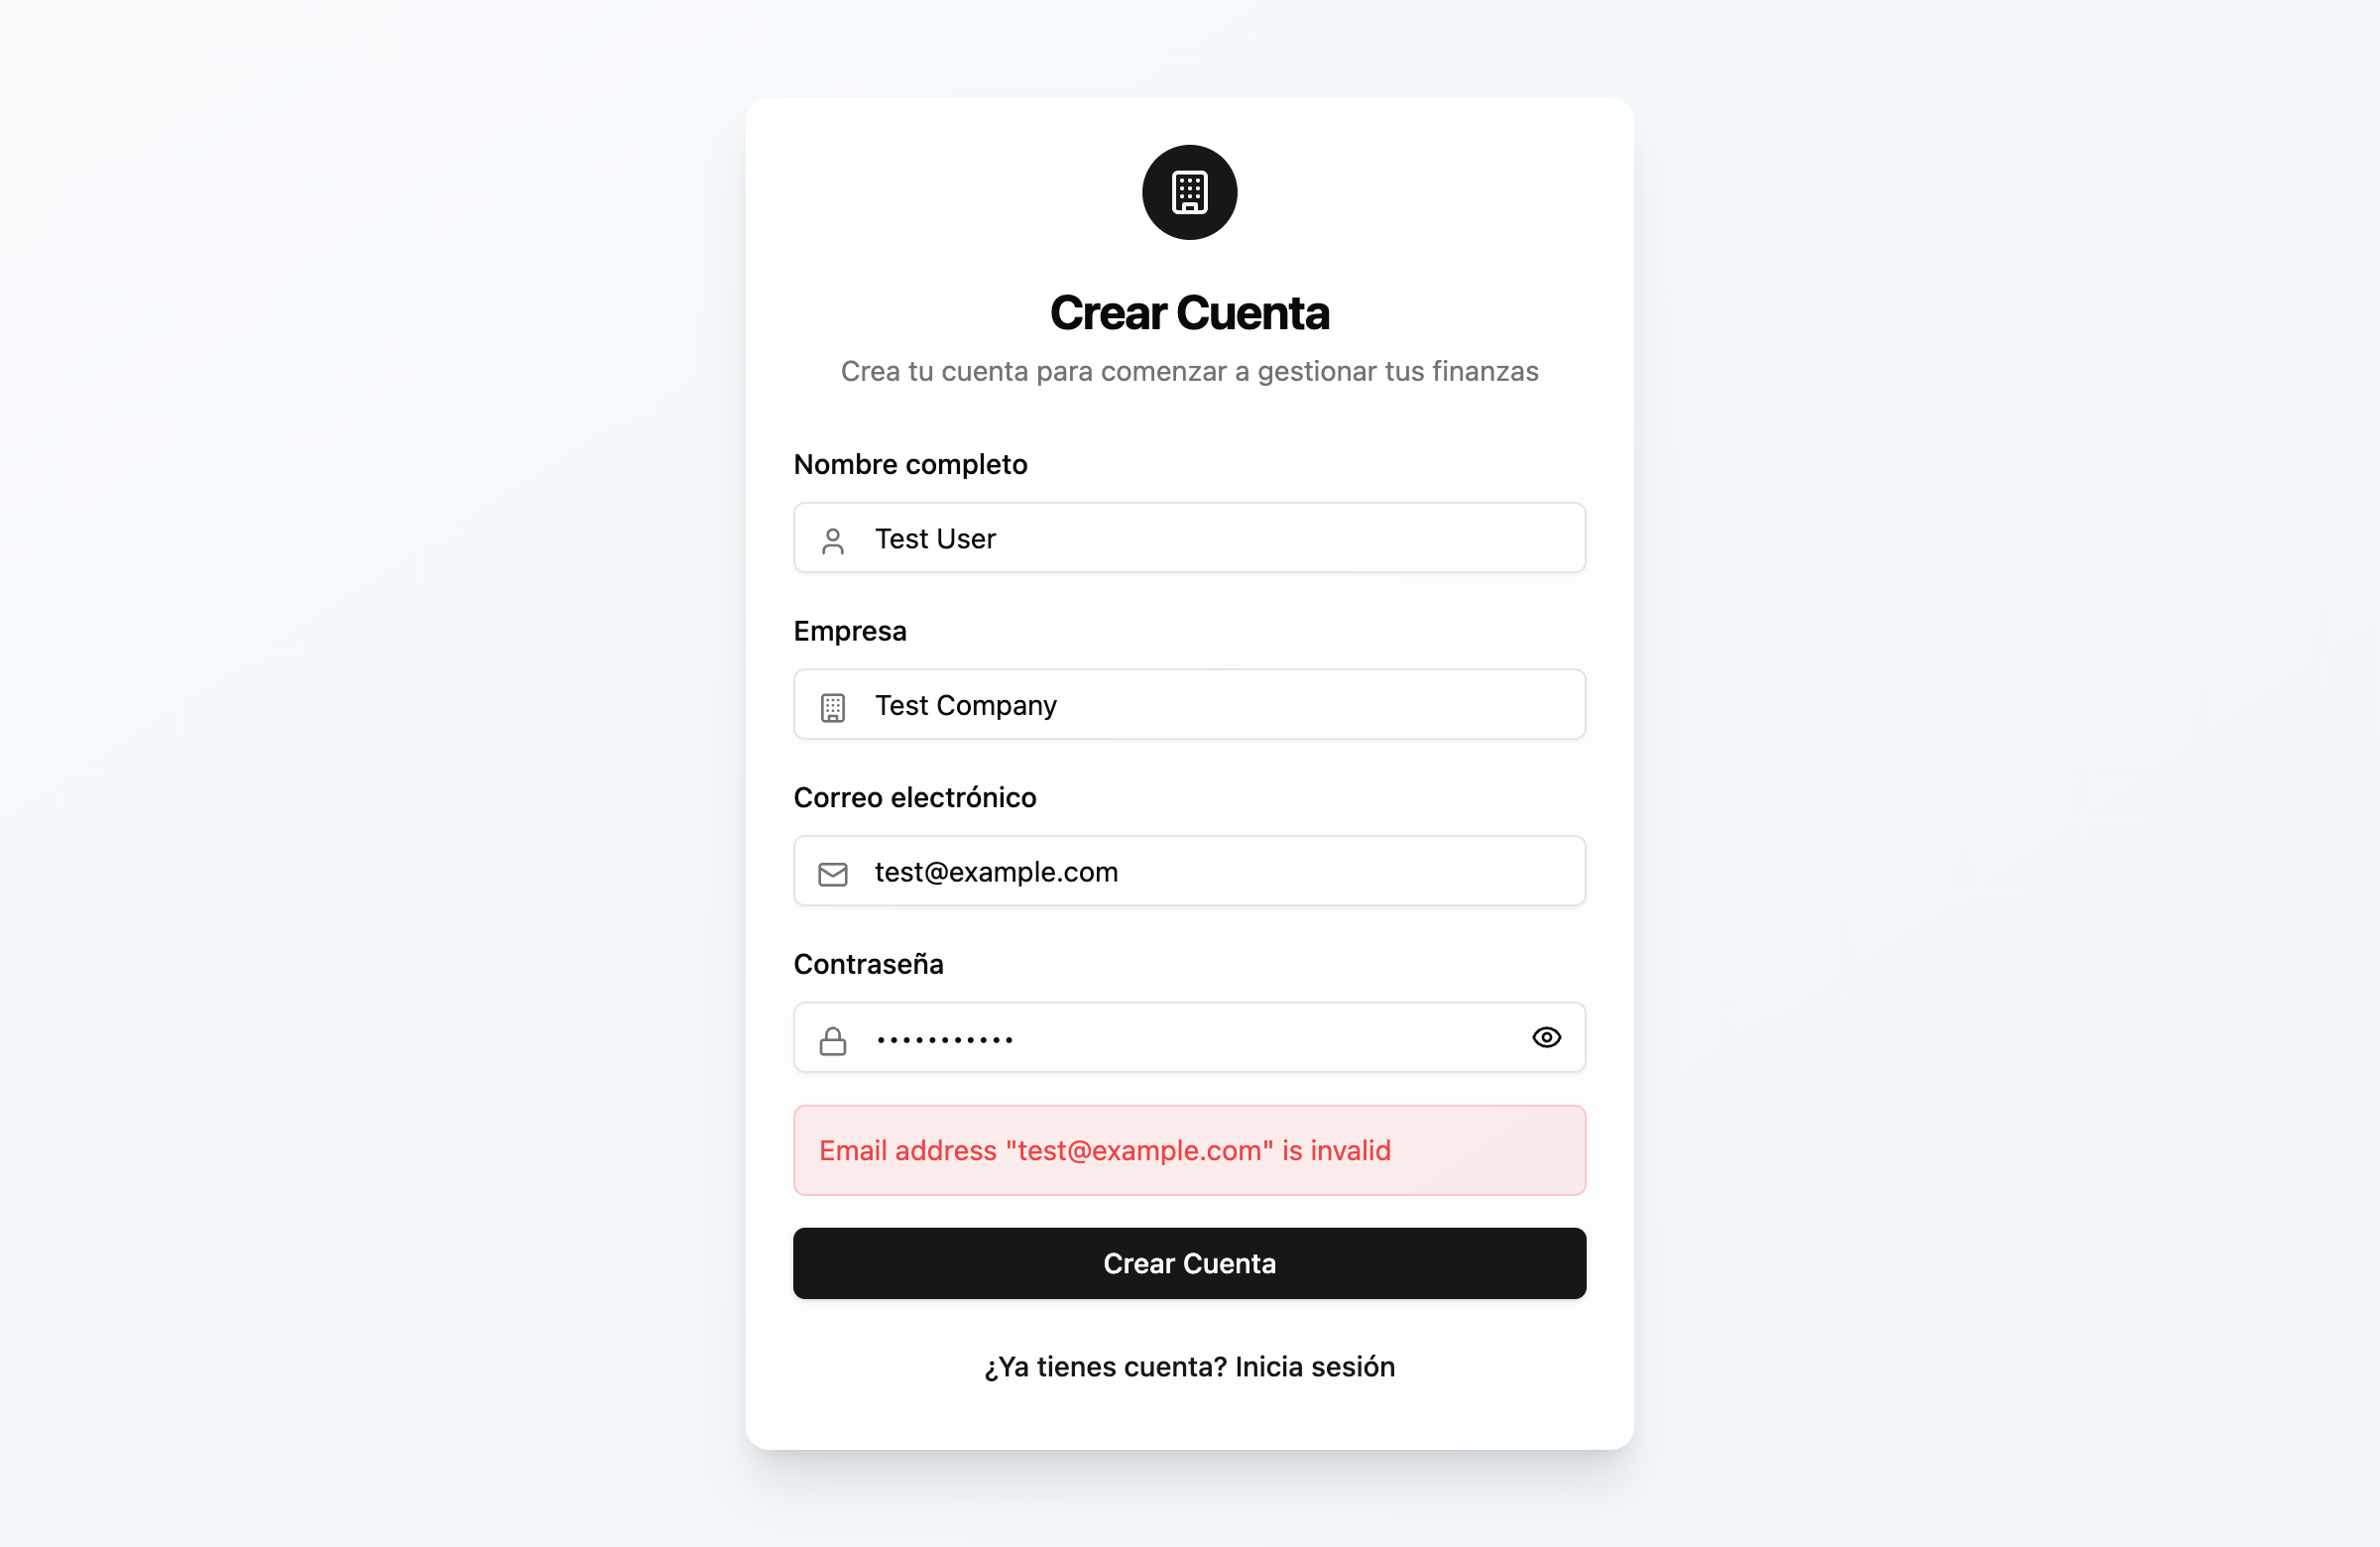 Crear Cuenta
Crea tu cuenta para comenzar a gestionar tus finanzas
Nombre completo
Test User
Empresa
Test Company
Correo electrónico
test@example.com
Contraseña
•••••••••••
Email address "test@example.com" is invalid
Crear Cuenta
¿Ya tienes cuenta? Inicia sesión